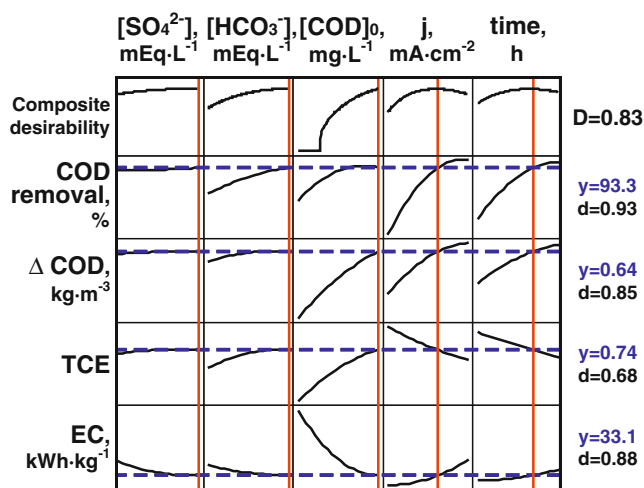 [SO₄²⁻], [HCO₃⁻], [COD]₀, j, time,
mEq·L⁻¹ mEq·L⁻¹ mg·L⁻¹ mA·cm⁻² h
Composite
desirability
D=0.83
COD
removal,
%
y=93.3
d=0.93
Δ COD,
kg·m⁻³
y=0.64
d=0.85
TCE
y=0.74
d=0.68
EC,
kWh·kg⁻¹
y=33.1
d=0.88